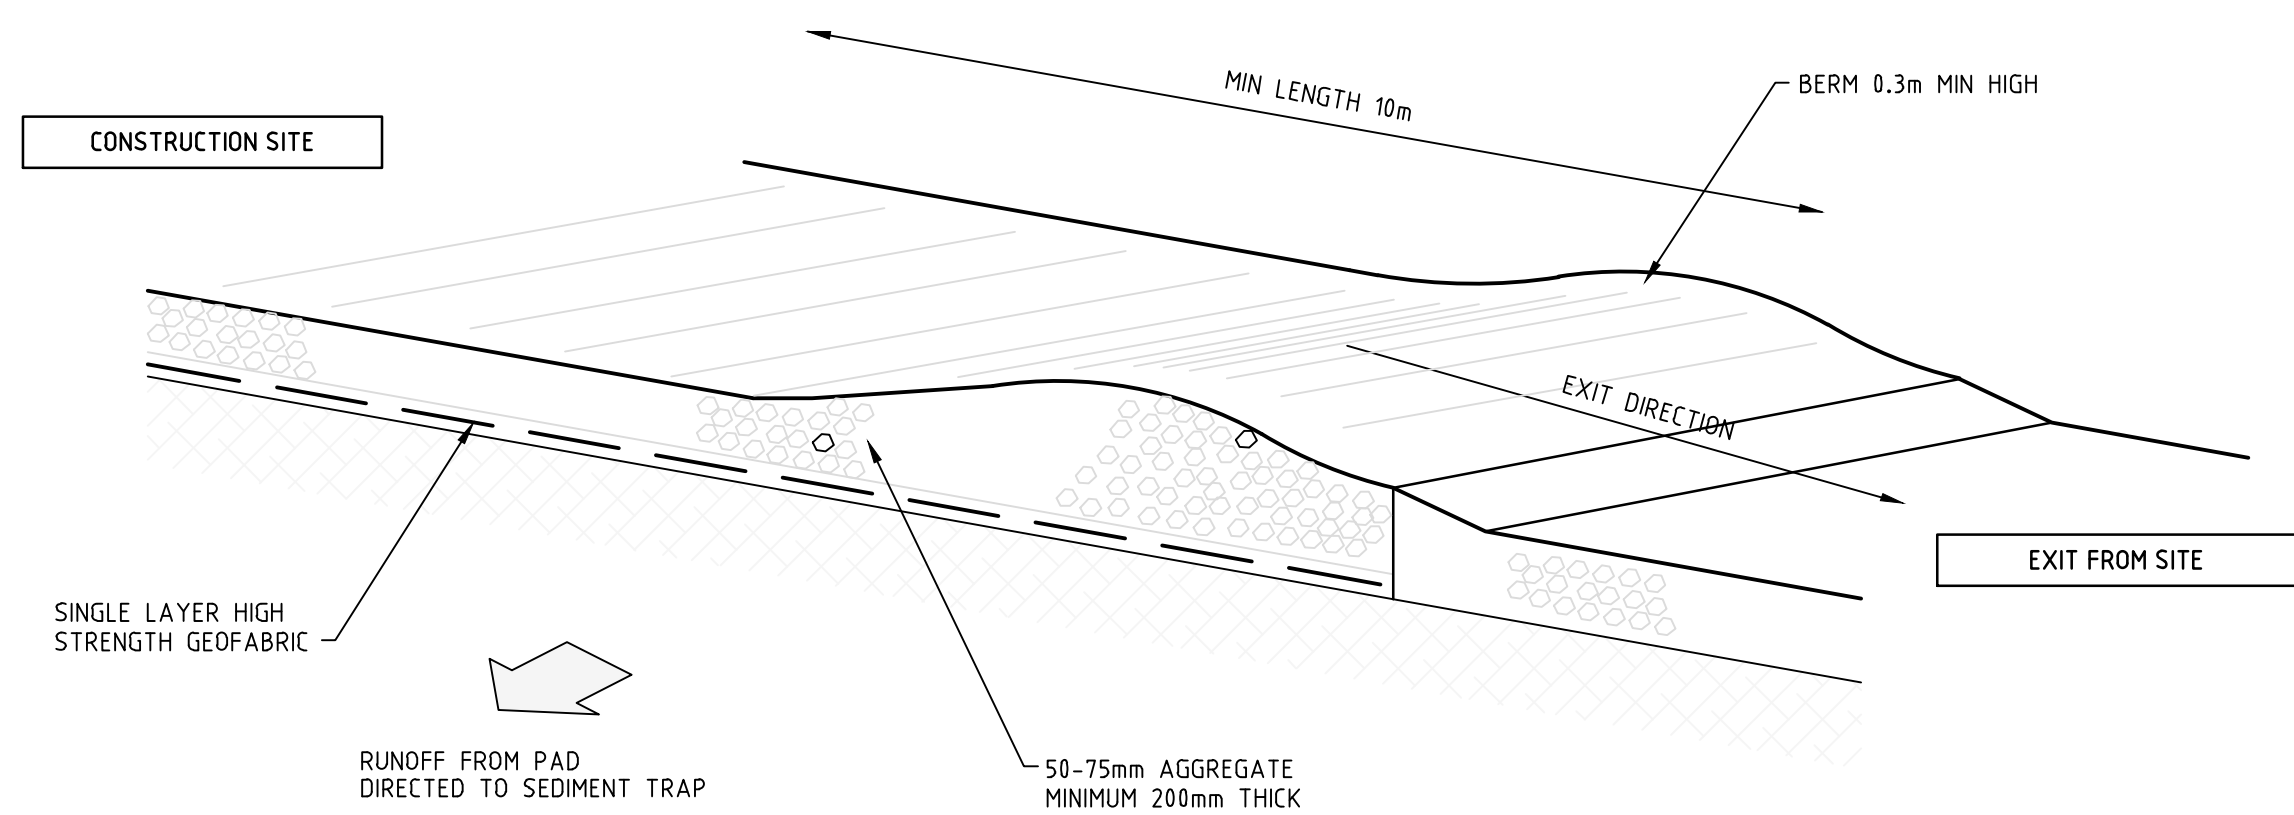 MIN LENGTH 10m
BERM 0.3m MIN HIGH
CONSTRUCTION SITE
EXIT DIRECTION
EXIT FROM SITE
SINGLE LAYER HIGH
STRENGTH GEOFABRIC
RUNOFF FROM PAD
DIRECTED TO SEDIMENT TRAP
50-75mm AGGREGATE
MINIMUM 200mm THICK